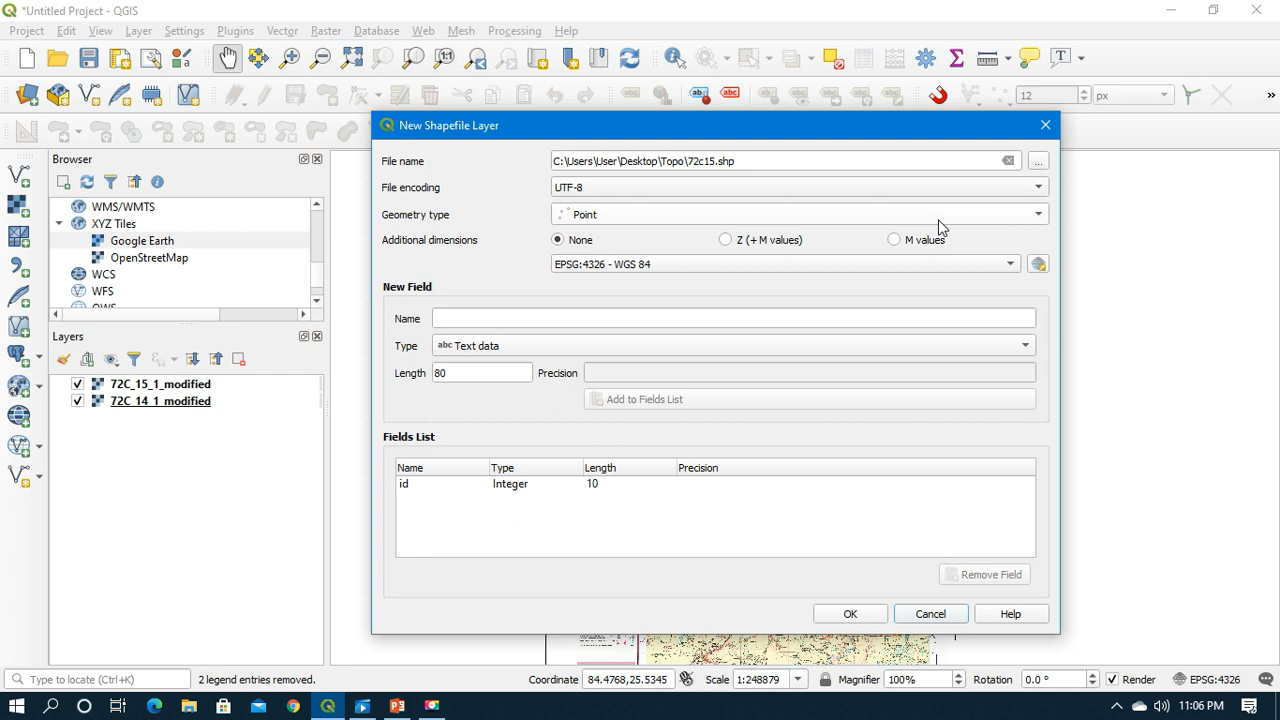 *Untitled Project - QGIS
Project Edit View Layer Settings Plugins Vector Raster Database Web Mesh Processing Help
12 px
»
New Shapefile Layer
File name C:\Users\User\Desktop\Topo\72c15.shp ...
File encoding UTF-8
Geometry type Point
Additional dimensions None Z (+ M values) M values
EPSG:4326 - WGS 84
New Field
Name
Type abc Text data
Length 80 Precision
Add to Fields List
Fields List
Name Type Length Precision
id Integer 10
Remove Field
OK Cancel Help
Browser
WMS/WMTS
XYZ Tiles
Google Earth
OpenStreetMap
WCS
WFS
Layers
72C_15_1_modified
72C_14_1_modified
Type to locate (Ctrl+K) 2 legend entries removed. Coordinate 84.4768,25.5345 Scale 1:248879 Magnifier 100% Rotation 0.0 ° Render EPSG:4326
11:06 PM